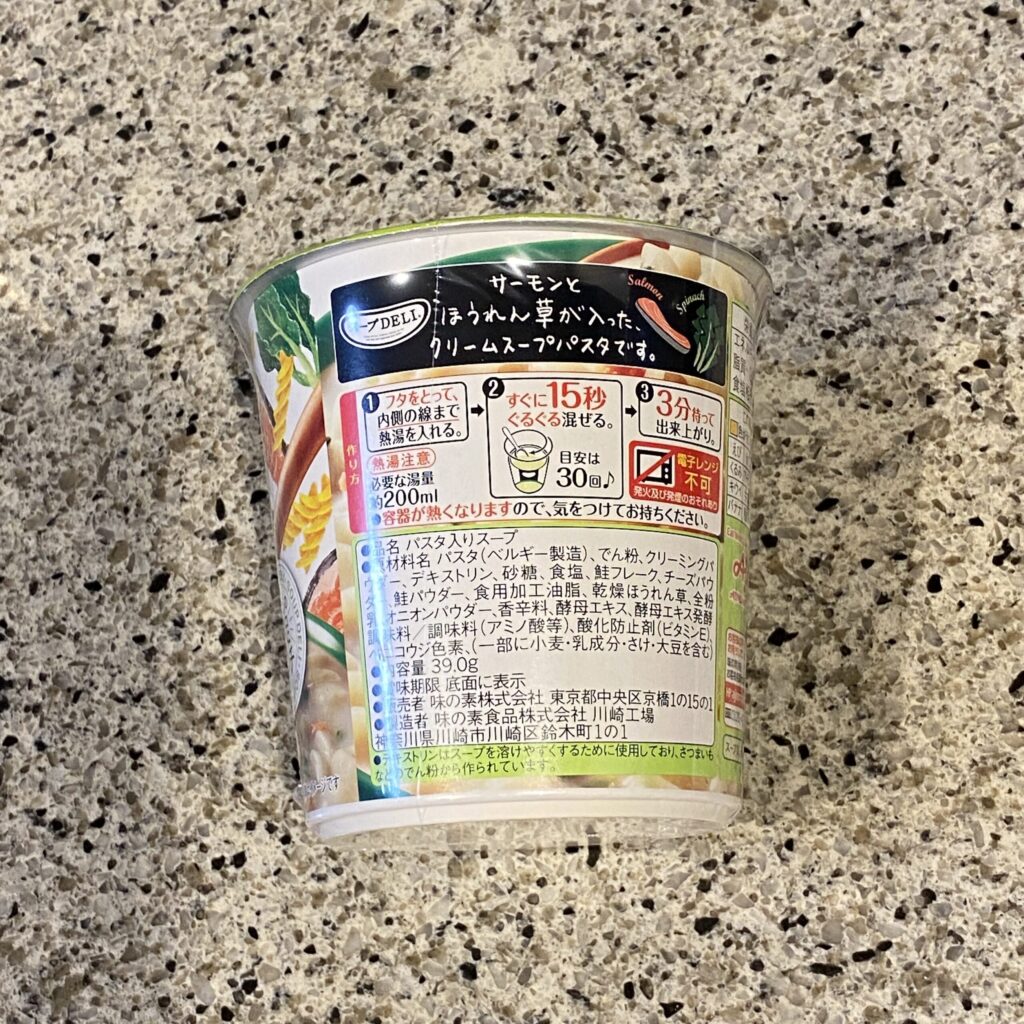 サーモンと
ほうれん草が入った、
クリームスープパスタです。
Salmon
Spinach
プDELI
作り方
1 フタをとって、
内側の線まで
熱湯を入れる。
熱湯注意
必要な湯量
約200ml
2 すぐに15秒
ぐるぐる混ぜる。
目安は
30回♪
3 3分待って
出来上がり。
電子レンジ
不可
発火及び発煙のおそれあり
●容器が熱くなりますので、気をつけてお持ちください。
●品名 パスタ入りスープ
●原材料名 パスタ(ベルギー製造)、でん粉、クリーミングパ
ウダー、デキストリン、砂糖、食塩、鮭フレーク、チーズパウ
ダー、鮭パウダー、食用加工油脂、乾燥ほうれん草、全粉
乳、オニオンパウダー、香辛料、酵母エキス、酵母エキス発酵
調味料/調味料(アミノ酸等)、酸化防止剤(ビタミンE)、
ベニコウジ色素、(一部に小麦・乳成分・さけ・大豆を含む)
●内容量 39.0g
●賞味期限 底面に表示
●販売者 味の素株式会社 東京都中央区京橋1の15の1
●製造者 味の素食品株式会社 川崎工場
神奈川県川崎市川崎区鈴木町1の1
●デキストリンはスープを溶けやすくするために使用しており、さつまいも
などのでん粉から作られています。